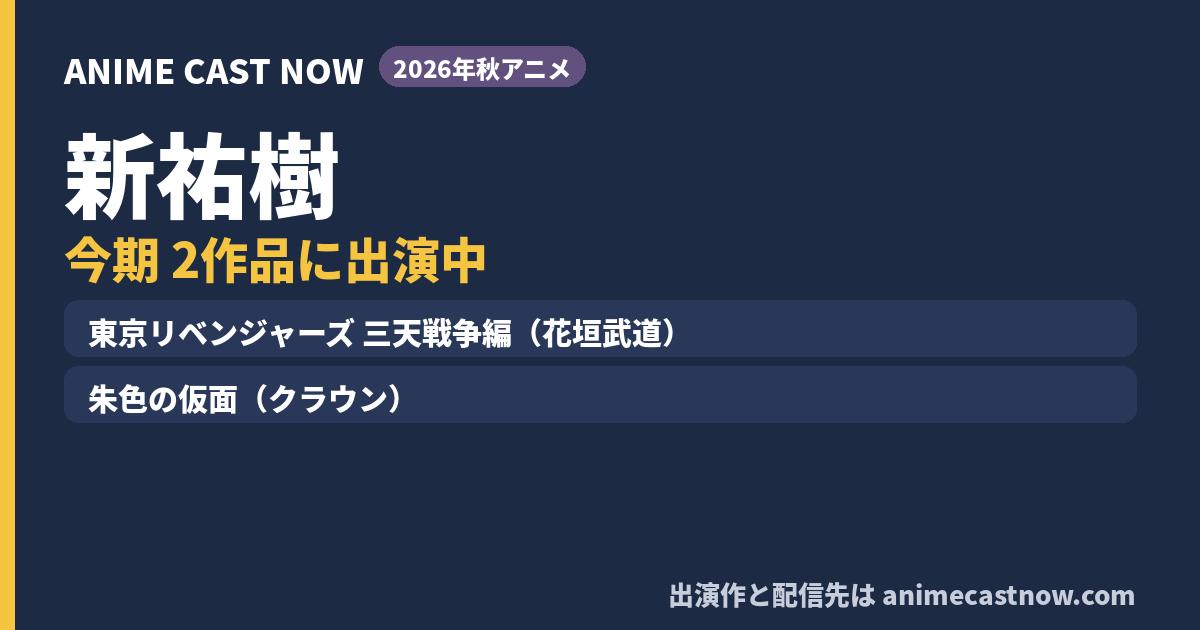 ANIME CAST NOW 2026年秋アニメ
新祐樹
今期 2作品に出演中
東京リベンジャーズ 三天戦争編（花垣武道）
朱色の仮面（クラウン）
出演作と配信先は animecastnow.com